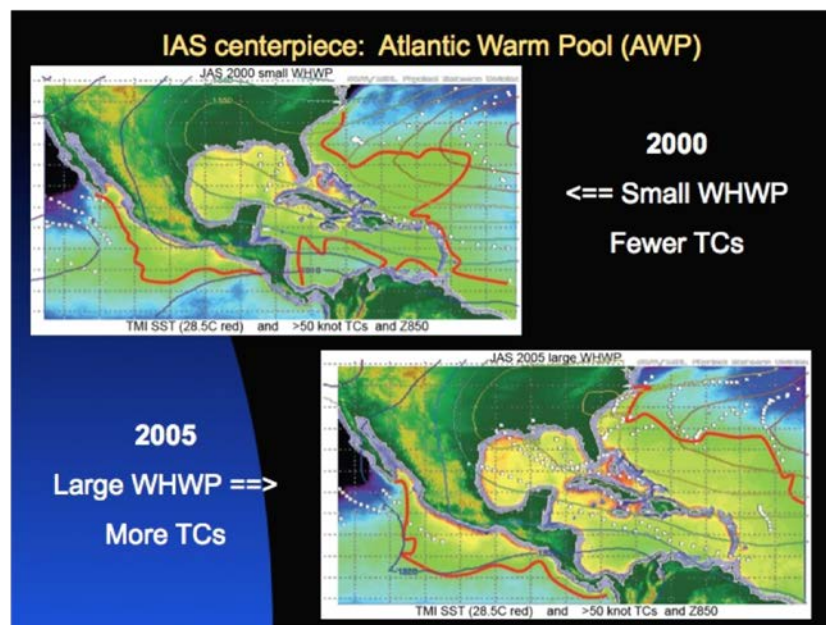 IAS centerpiece: Atlantic Warm Pool (AWP)
JAS 2000 small WHWP
2000
<== Small WHWP
Fewer TCs
TMI SST (28.5C red) and >50 knot TCs and Z850
JAS 2005 large WHWP
2005
Large WHWP ==>
More TCs
TMI SST (28.5C red) and >50 knot TCs and Z850